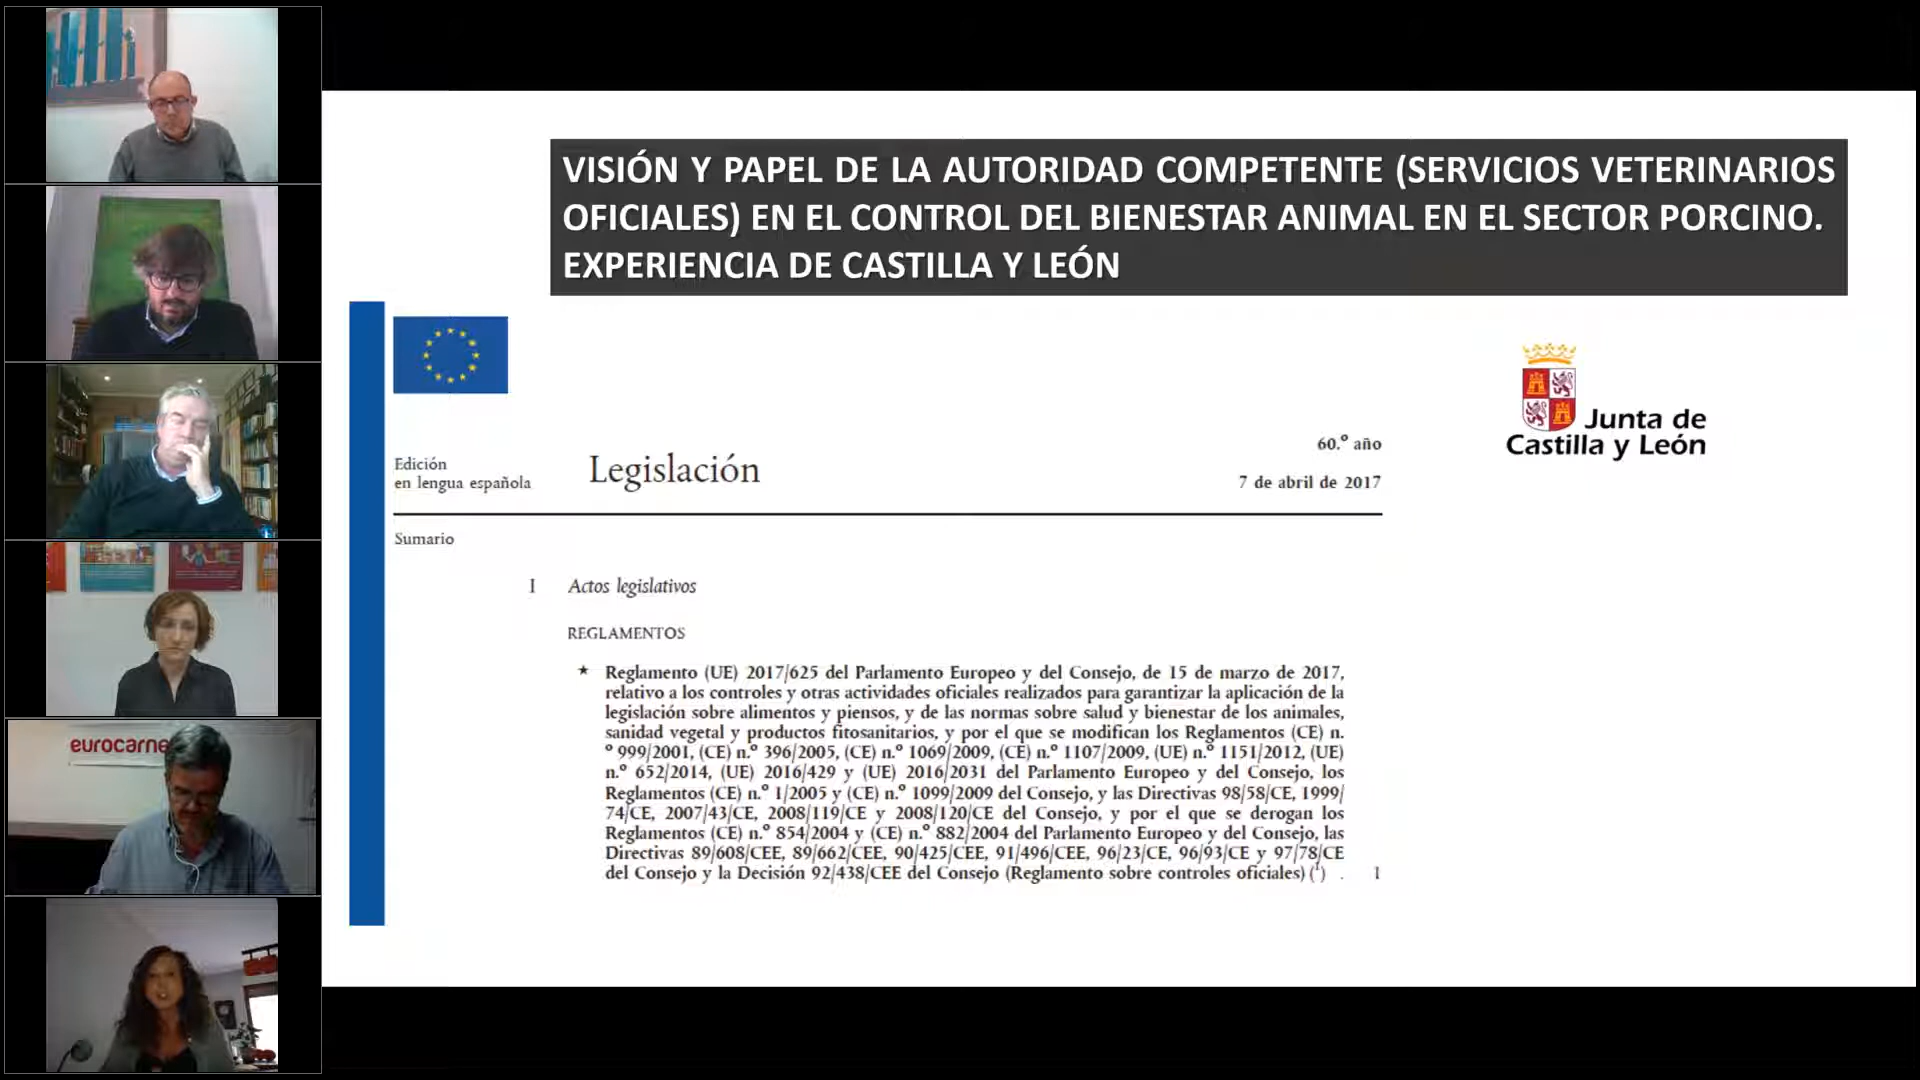 VISIÓN Y PAPEL DE LA AUTORIDAD COMPETENTE (SERVICIOS VETERINARIOS
OFICIALES) EN EL CONTROL DEL BIENESTAR ANIMAL EN EL SECTOR PORCINO.
EXPERIENCIA DE CASTILLA Y LEÓN
Junta de
Castilla y León
60.º año
Edición
en lengua española
Legislación
7 de abril de 2017
Sumario
I Actos legislativos
REGLAMENTOS
★ Reglamento (UE) 2017/625 del Parlamento Europeo y del Consejo, de 15 de marzo de 2017,
relativo a los controles y otras actividades oficiales realizados para garantizar la aplicación de la
legislación sobre alimentos y piensos, y de las normas sobre salud y bienestar de los animales,
sanidad vegetal y productos fitosanitarios, y por el que se modifican los Reglamentos (CE) n.
º 999/2001, (CE) n.º 396/2005, (CE) n.º 1069/2009, (CE) n.º 1107/2009, (UE) n.º 1151/2012, (UE)
n.º 652/2014, (UE) 2016/429 y (UE) 2016/2031 del Parlamento Europeo y del Consejo, los
Reglamentos (CE) n.º 1/2005 y (CE) n.º 1099/2009 del Consejo, y las Directivas 98/58/CE, 1999/
74/CE, 2007/43/CE, 2008/119/CE y 2008/120/CE del Consejo, y por el que se derogan los
Reglamentos (CE) n.º 854/2004 y (CE) n.º 882/2004 del Parlamento Europeo y del Consejo, las
Directivas 89/608/CEE, 89/662/CEE, 90/425/CEE, 91/496/CEE, 96/23/CE, 96/93/CE y 97/78/CE
del Consejo y la Decisión 92/438/CEE del Consejo (Reglamento sobre controles oficiales) (¹) . 1
eurocarne